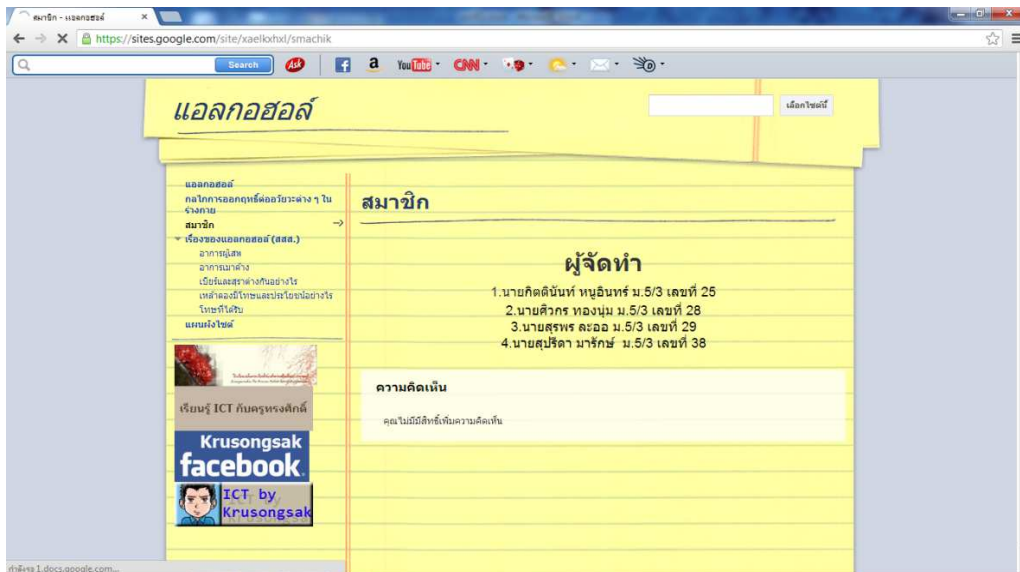 สมาชิก - แอลกอฮอล์
https://sites.google.com/site/xaelkxhxl/smachik
Search Ask a YouTube CNN
แอลกอฮอล์
เลือกไซต์นี้
แอลกอฮอล์
กลไกการออกฤทธิ์ต่ออวัยวะต่าง ๆ ใน
ร่างกาย
สมาชิก
เรื่องของแอลกอฮอล์ (สสส.)
อาการผู้เสพ
อาการเมาค้าง
เบียร์และสุราต่างกันอย่างไร
เหล้าดองมีโทษและประโยชน์อย่างไร
โทษที่ได้รับ
แผนผังไซต์
เรียนรู้ ICT กับครูทรงศักดิ์
Krusongsak
facebook
ICT by
Krusongsak
สมาชิก
ผู้จัดทำ
1.นายกิตตินันท์ หนูอินทร์ ม.5/3 เลขที่ 25
2.นายศิวกร ทองนุ่ม ม.5/3 เลขที่ 28
3.นายสุรพร ละออ ม.5/3 เลขที่ 29
4.นายสุปรีดา มารักษ์ ม.5/3 เลขที่ 38
ความคิดเห็น
คุณไม่มีมีสิทธิ์เพิ่มความคิดเห็น
กำลังรอ 1.docs.google.com...